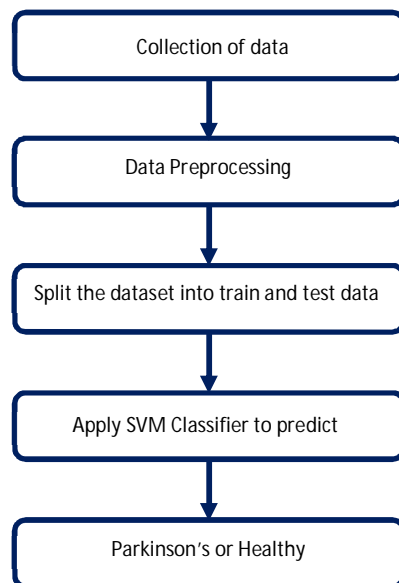 Collection of data
Data Preprocessing
Split the dataset into train and test data
Apply SVM Classifier to predict
Parkinson's or Healthy